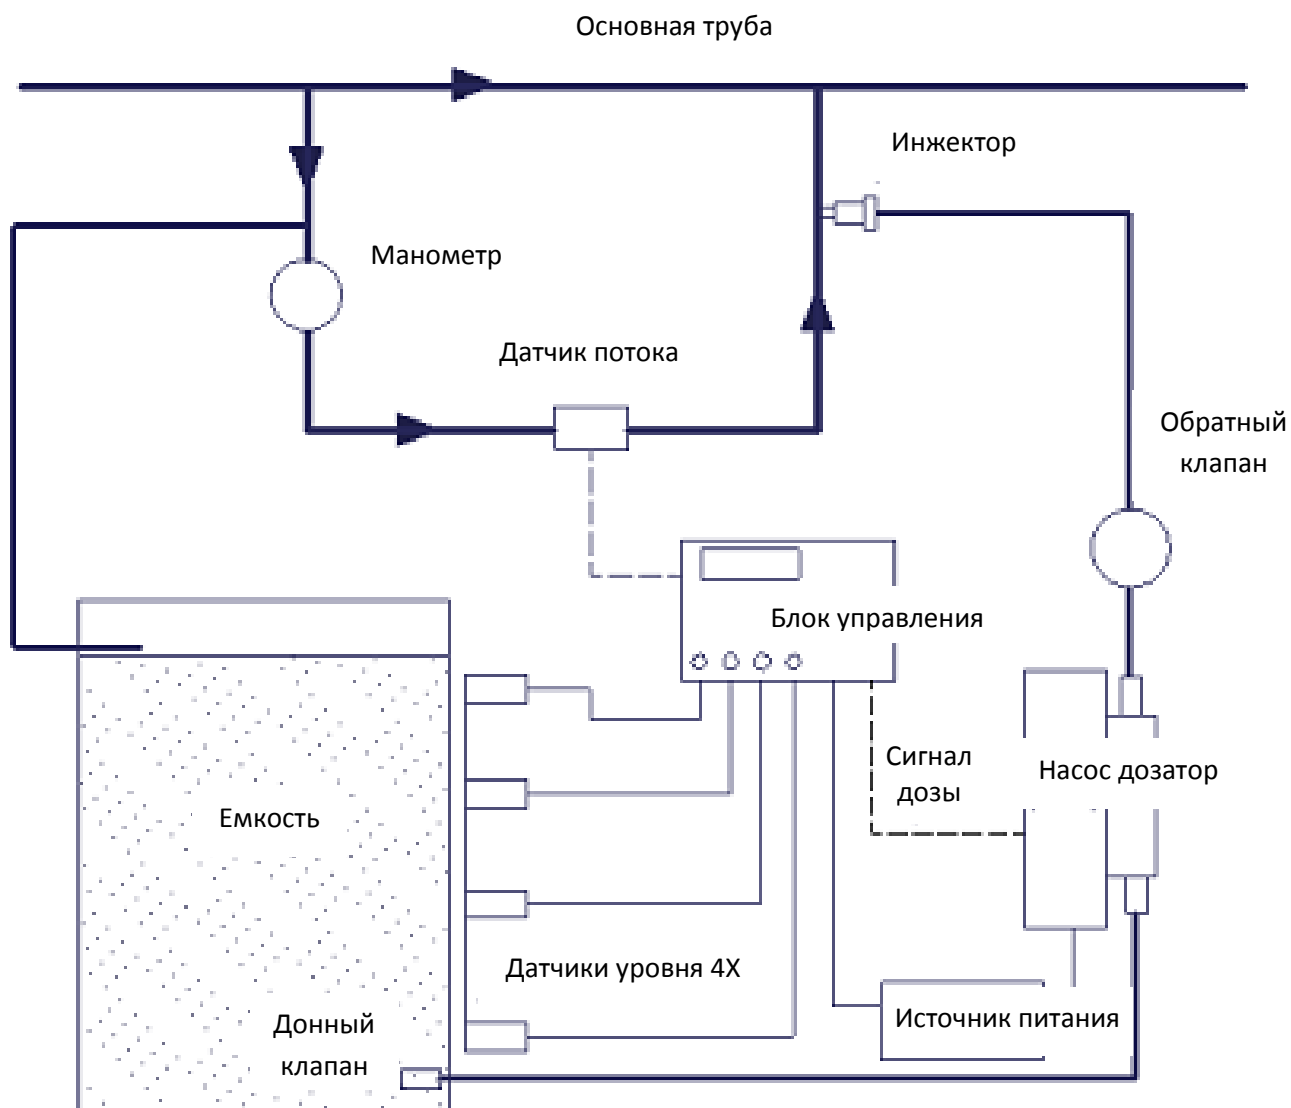 Основная труба
Инжектор
Манометр
Датчик потока
Обратный
клапан
Блок управления
Сигнал
дозы
Насос дозатор
Емкость
Датчики уровня 4X
Донный
клапан
Источник питания